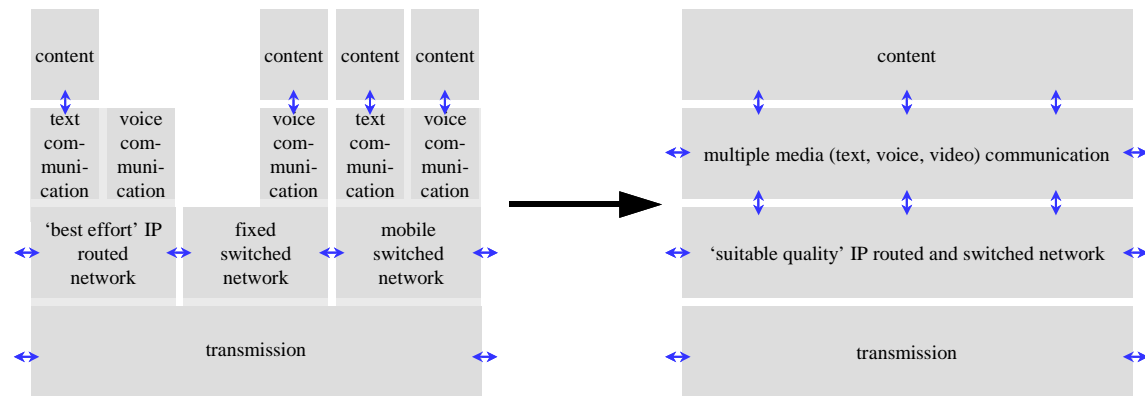 content
content
content
content
text
com-
muni-
cation
voice
com-
muni-
cation
voice
com-
muni-
cation
text
com-
muni-
cation
voice
com-
muni-
cation
‘best effort’ IP
routed
network
fixed
switched
network
mobile
switched
network
transmission
content
multiple media (text, voice, video) communication
‘suitable quality’ IP routed and switched network
transmission